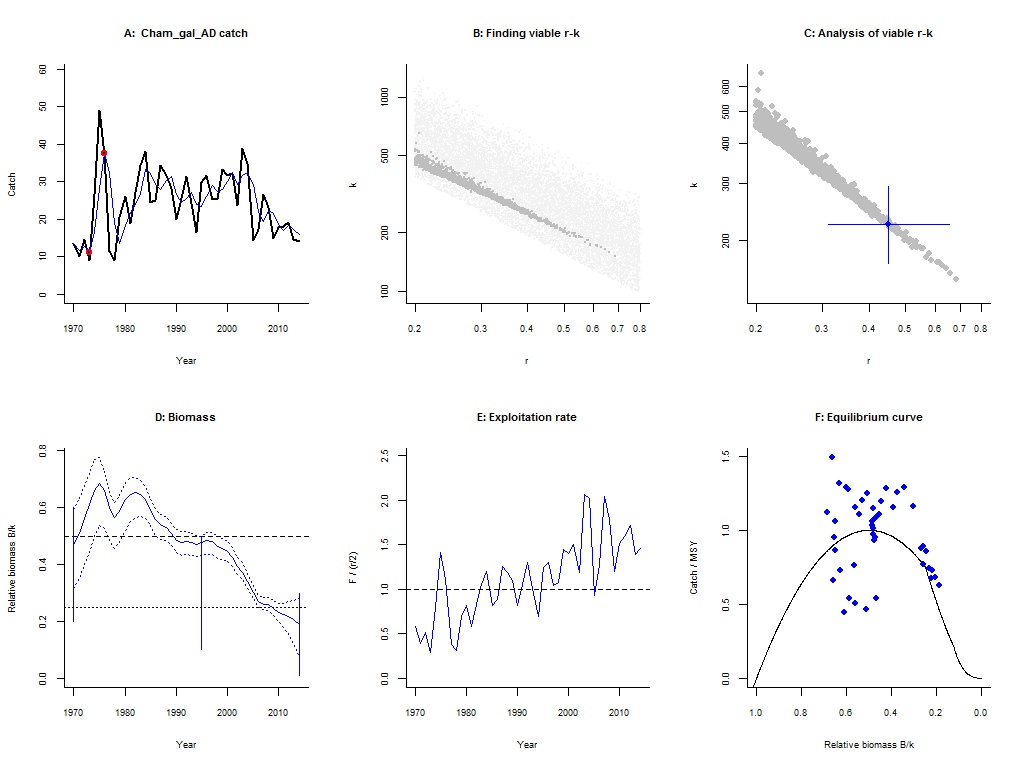 A: Cham_gal_AD catch
Catch
60
50
40
30
20
10
0
1970 1980 1990 2000 2010
Year
B: Finding viable r-k
k
1000
500
200
100
0.2 0.3 0.4 0.5 0.6 0.7 0.8
r
C: Analysis of viable r-k
k
600
500
400
300
200
0.2 0.3 0.4 0.5 0.6 0.7 0.8
r
D: Biomass
Relative biomass B/k
0.8
0.6
0.4
0.2
0.0
1970 1980 1990 2000 2010
Year
E: Exploitation rate
F / (r/2)
2.5
2.0
1.5
1.0
0.5
0.0
1970 1980 1990 2000 2010
Year
F: Equilibrium curve
Catch / MSY
1.5
1.0
0.5
0.0
1.0 0.8 0.6 0.4 0.2 0.0
Relative biomass B/k